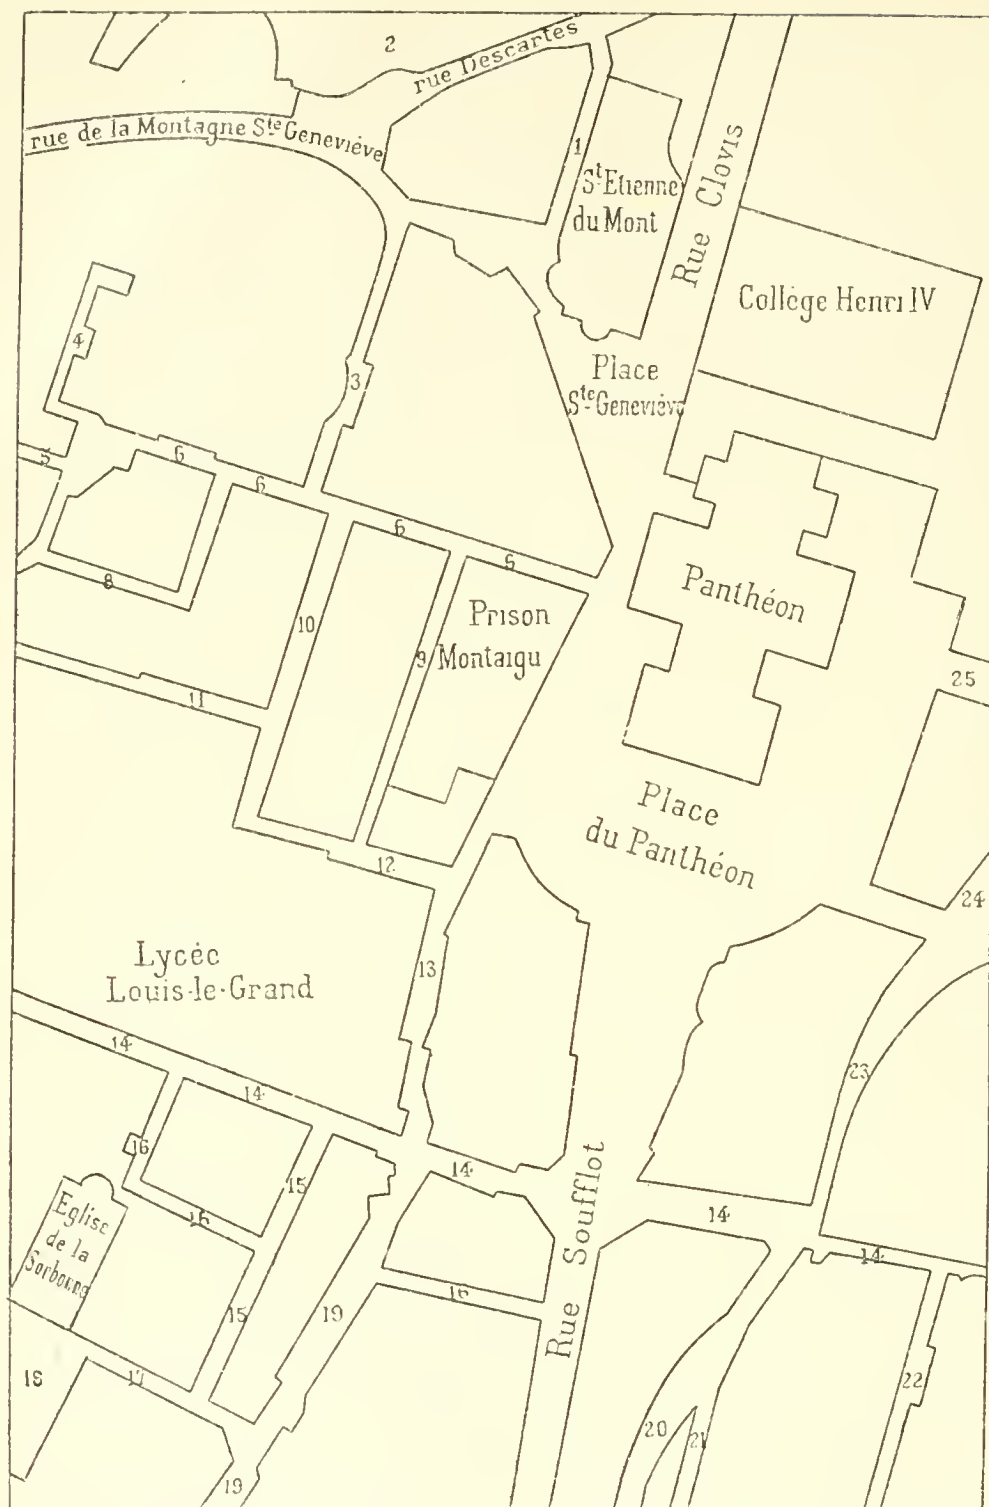 2
rue Descartes
rue de la Montagne Ste Geneviève
1
St Etienne
du Mont
Rue Clovis
Collège Henri IV
4
3
Place
Ste Geneviève
5
6
6
6
6
8
Panthéon
Prison
Montaigu
10
9
11
25
Place
du Panthéon
12
24
Lycéc
Louis-le-Grand
13
14
14
23
16
15
14
16
14
Eglise
de la
Sorbonne
14
15
19
16
Rue Soufflot
18
17
22
20
21
19